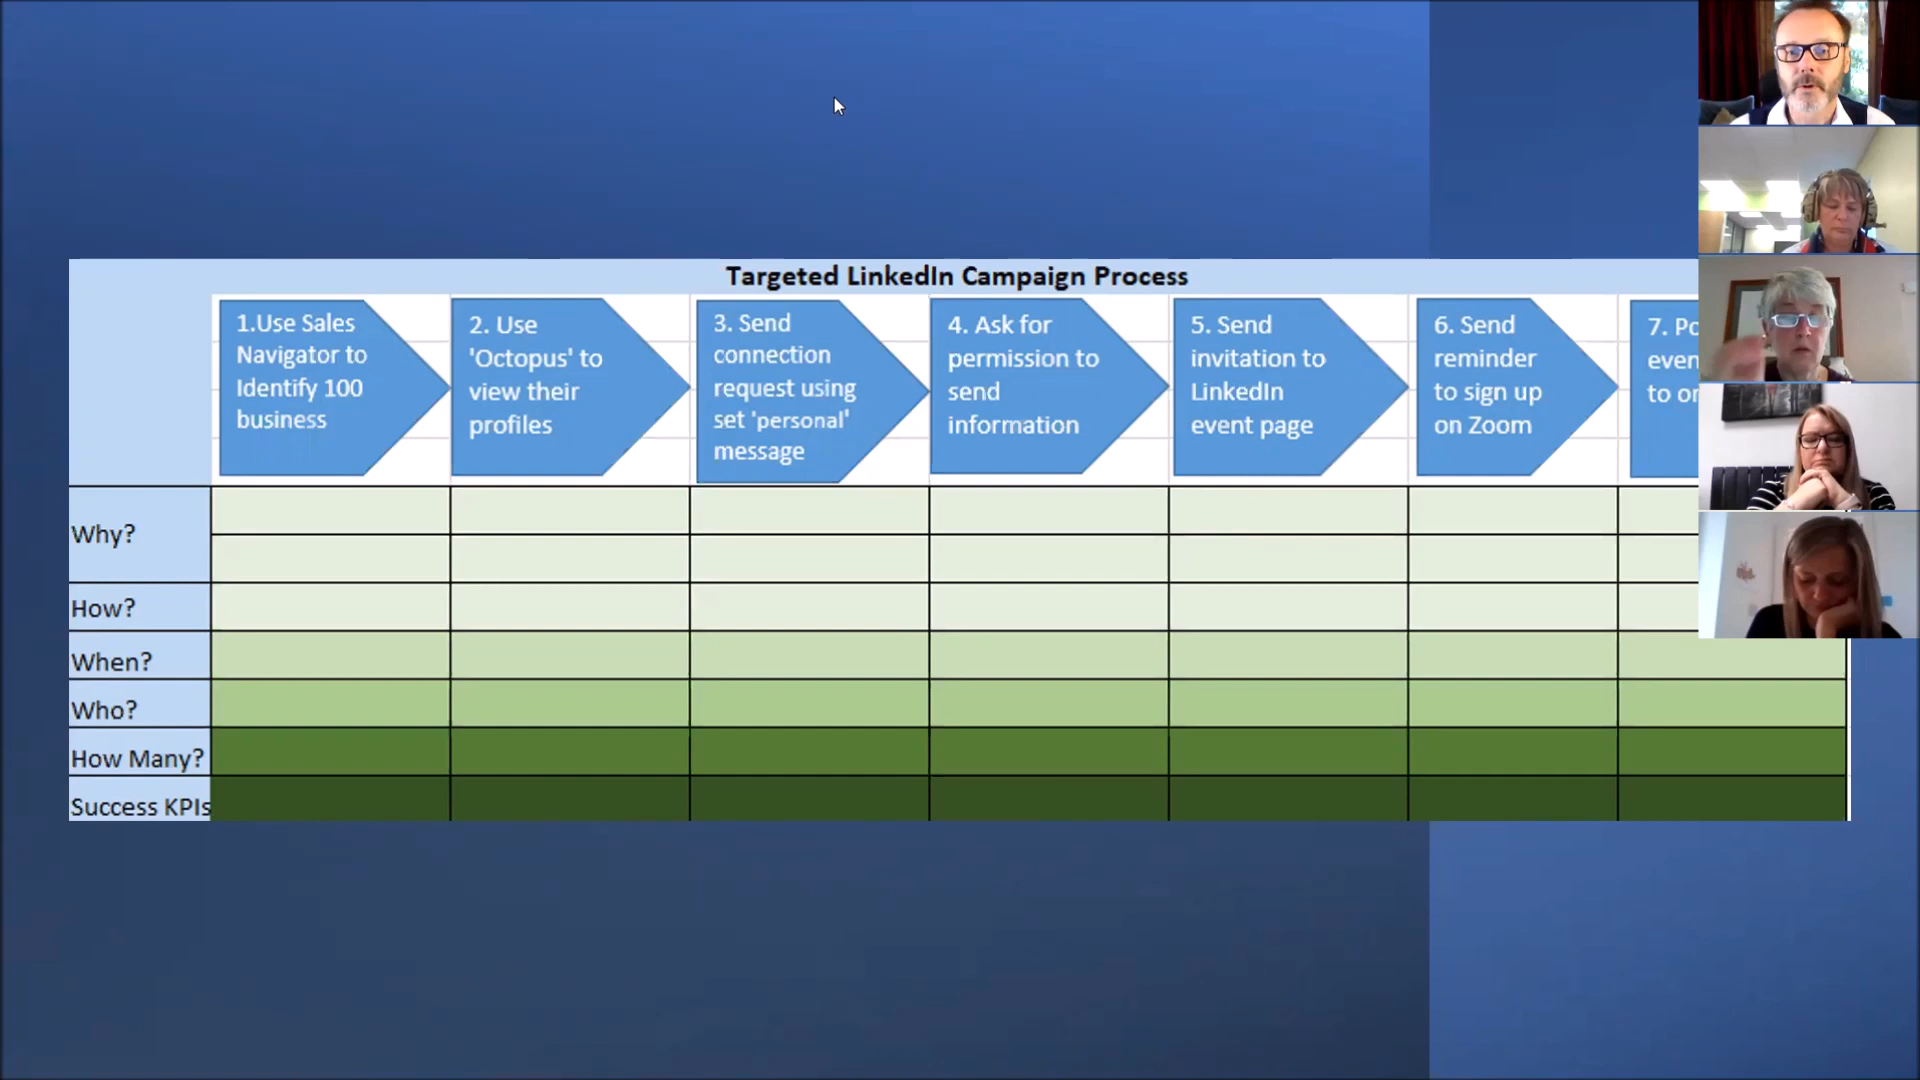 Targeted LinkedIn Campaign Process
1.Use Sales
Navigator to
Identify 100
business
2. Use
'Octopus' to
view their
profiles
3. Send
connection
request using
set 'personal'
message
4. Ask for
permission to
send
information
5. Send
invitation to
LinkedIn
event page
6. Send
reminder
to sign up
on Zoom
7.
to
Why?
How?
When?
Who?
How Many?
Success KPIs